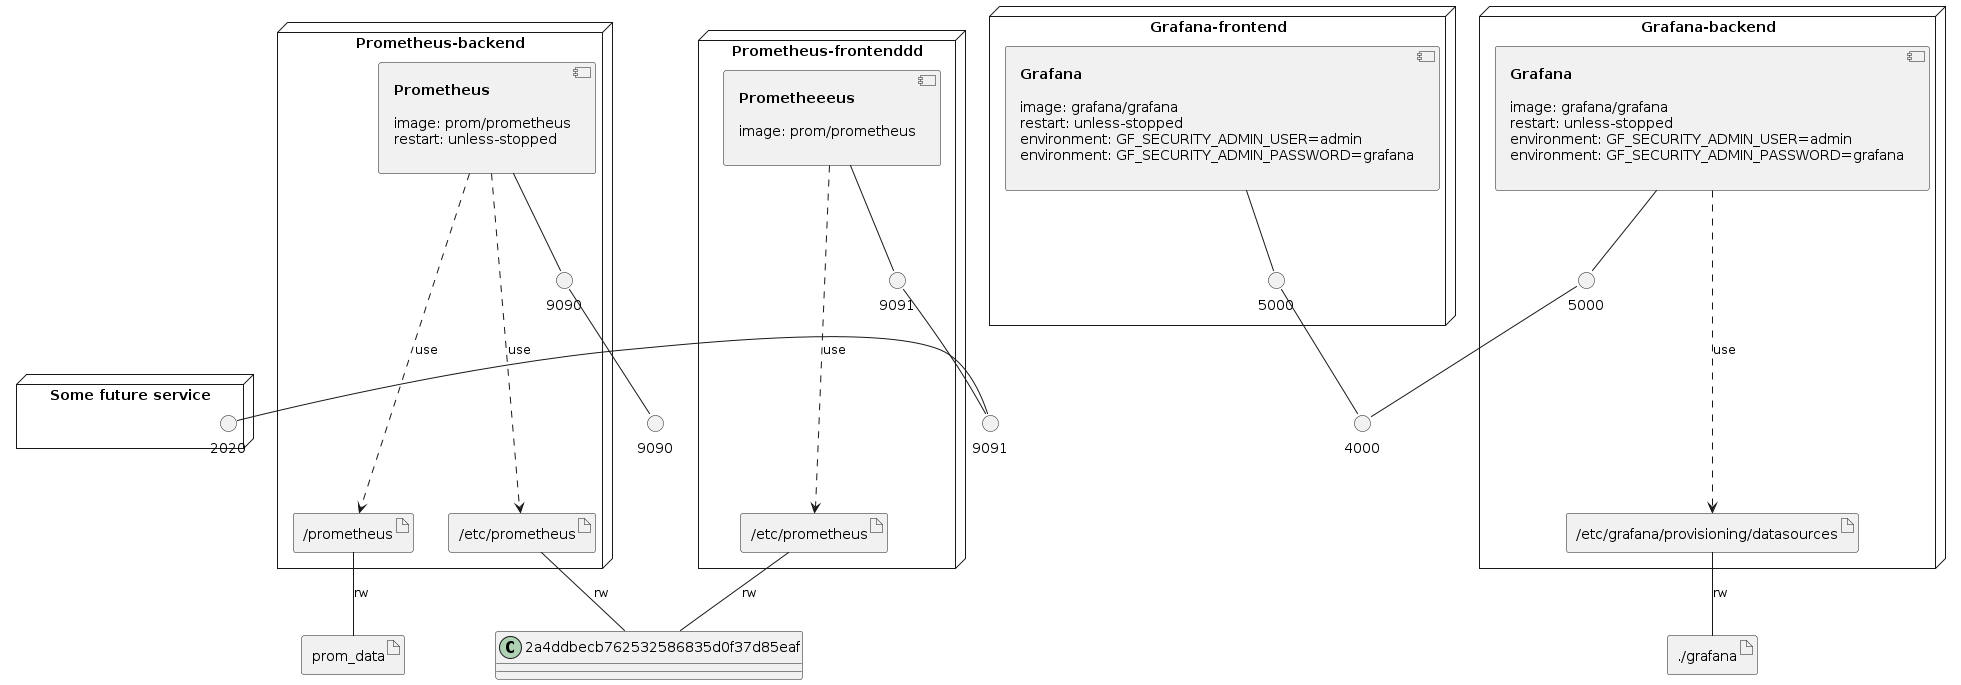 Prometheus-backend
Prometheus
image: prom/prometheus
restart: unless-stopped
9090
use
use
/prometheus
/etc/prometheus
Prometheus-frontenddd
Prometheeeus
image: prom/prometheus
9091
use
/etc/prometheus
Grafana-frontend
Grafana
image: grafana/grafana
restart: unless-stopped
environment: GF_SECURITY_ADMIN_USER=admin
environment: GF_SECURITY_ADMIN_PASSWORD=grafana
5000
Grafana-backend
Grafana
image: grafana/grafana
restart: unless-stopped
environment: GF_SECURITY_ADMIN_USER=admin
environment: GF_SECURITY_ADMIN_PASSWORD=grafana
5000
use
/etc/grafana/provisioning/datasources
Some future service
2020
9090
9091
4000
rw
rw
rw
rw
prom_data
C
2a4ddbecb762532586835d0f37d85eaf
./grafana